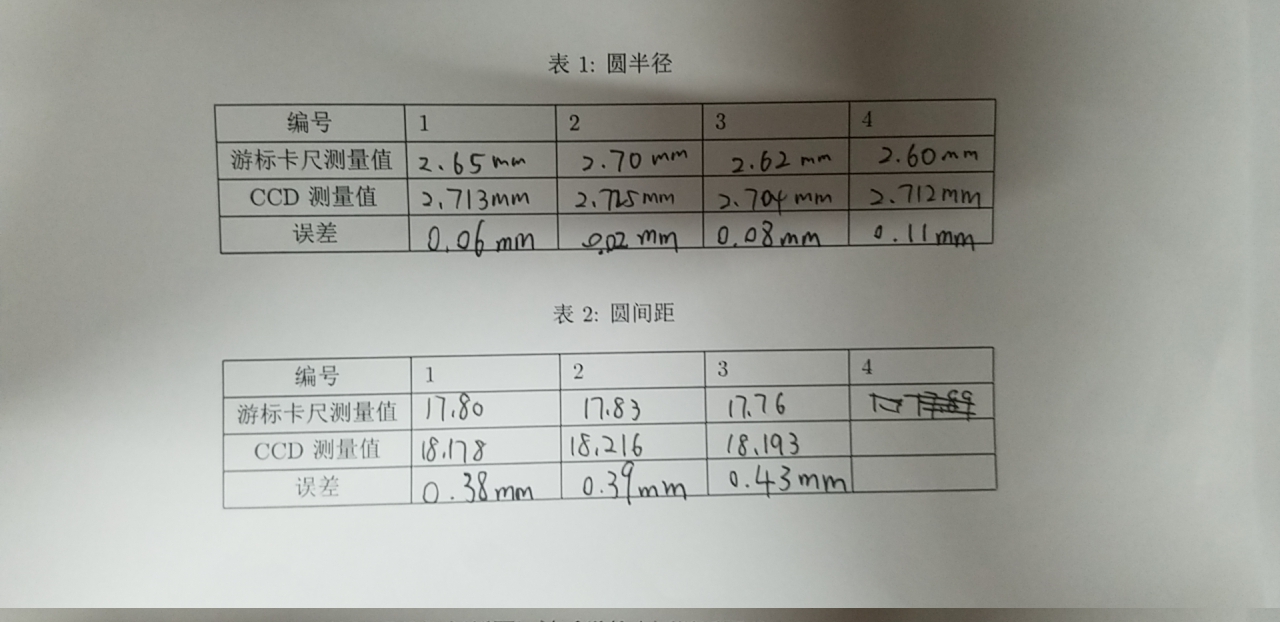 表 1: 圆半径
编号 1 2 3 4
游标卡尺测量值 2.65mm 2.70mm 2.62mm 2.60mm
CCD 测量值 2.713mm 2.725mm 2.704mm 2.712mm
误差 0.06mm 0.02mm 0.08mm 0.11mm
表 2: 圆间距
编号 1 2 3 4
游标卡尺测量值 17.80 17.83 17.76
CCD 测量值 18.178 18.216 18.193
误差 0.38mm 0.39mm 0.43mm